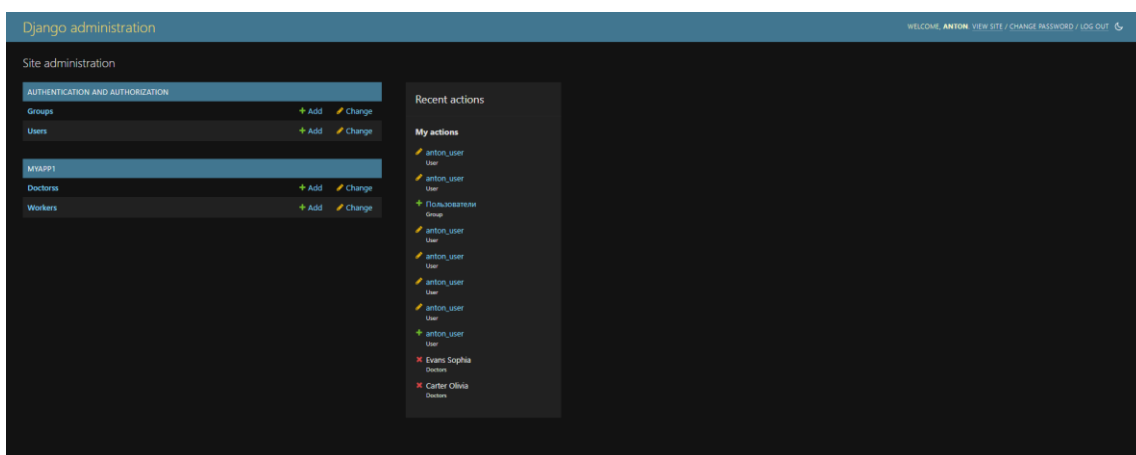 Django administration
WELCOME, ANTON. VIEW SITE / CHANGE PASSWORD / LOG OUT
Site administration
AUTHENTICATION AND AUTHORIZATION
Groups + Add Change
Users + Add Change
MYAPP1
Doctorss + Add Change
Workers + Add Change
Recent actions
My actions
anton_user
User
anton_user
User
+ Пользователи
Group
anton_user
User
anton_user
User
anton_user
User
anton_user
User
+ anton_user
User
Evans Sophia
Doctors
Carter Olivia
Doctors